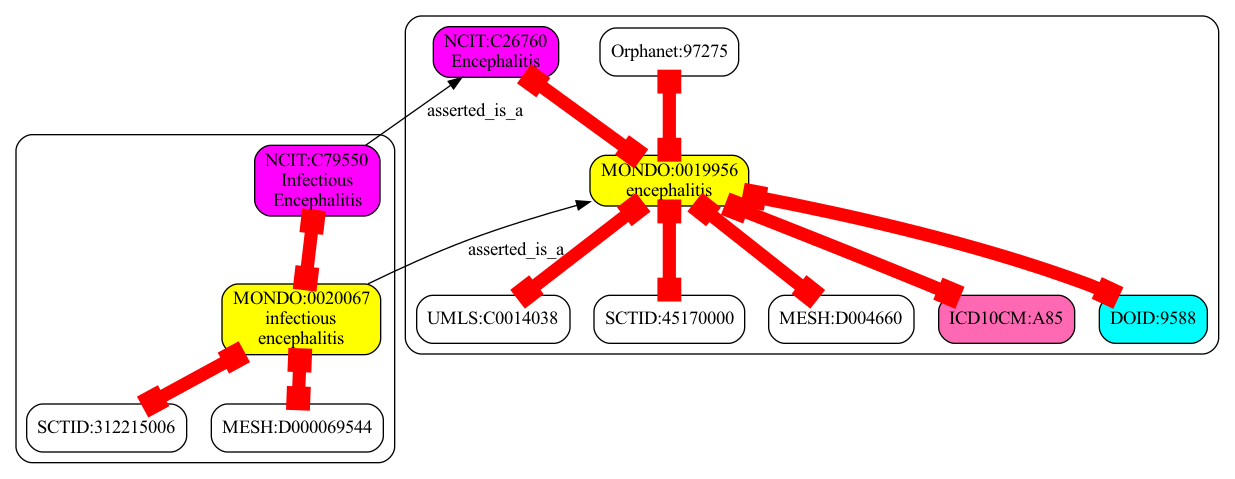 NCIT:C26760
Encephalitis
Orphanet:97275
asserted_is_a
NCIT:C79550
Infectious
Encephalitis
MONDO:0019956
encephalitis
asserted_is_a
MONDO:0020067
infectious
encephalitis
UMLS:C0014038
SCTID:45170000
MESH:D004660
ICD10CM:A85
DOID:9588
SCTID:312215006
MESH:D000069544